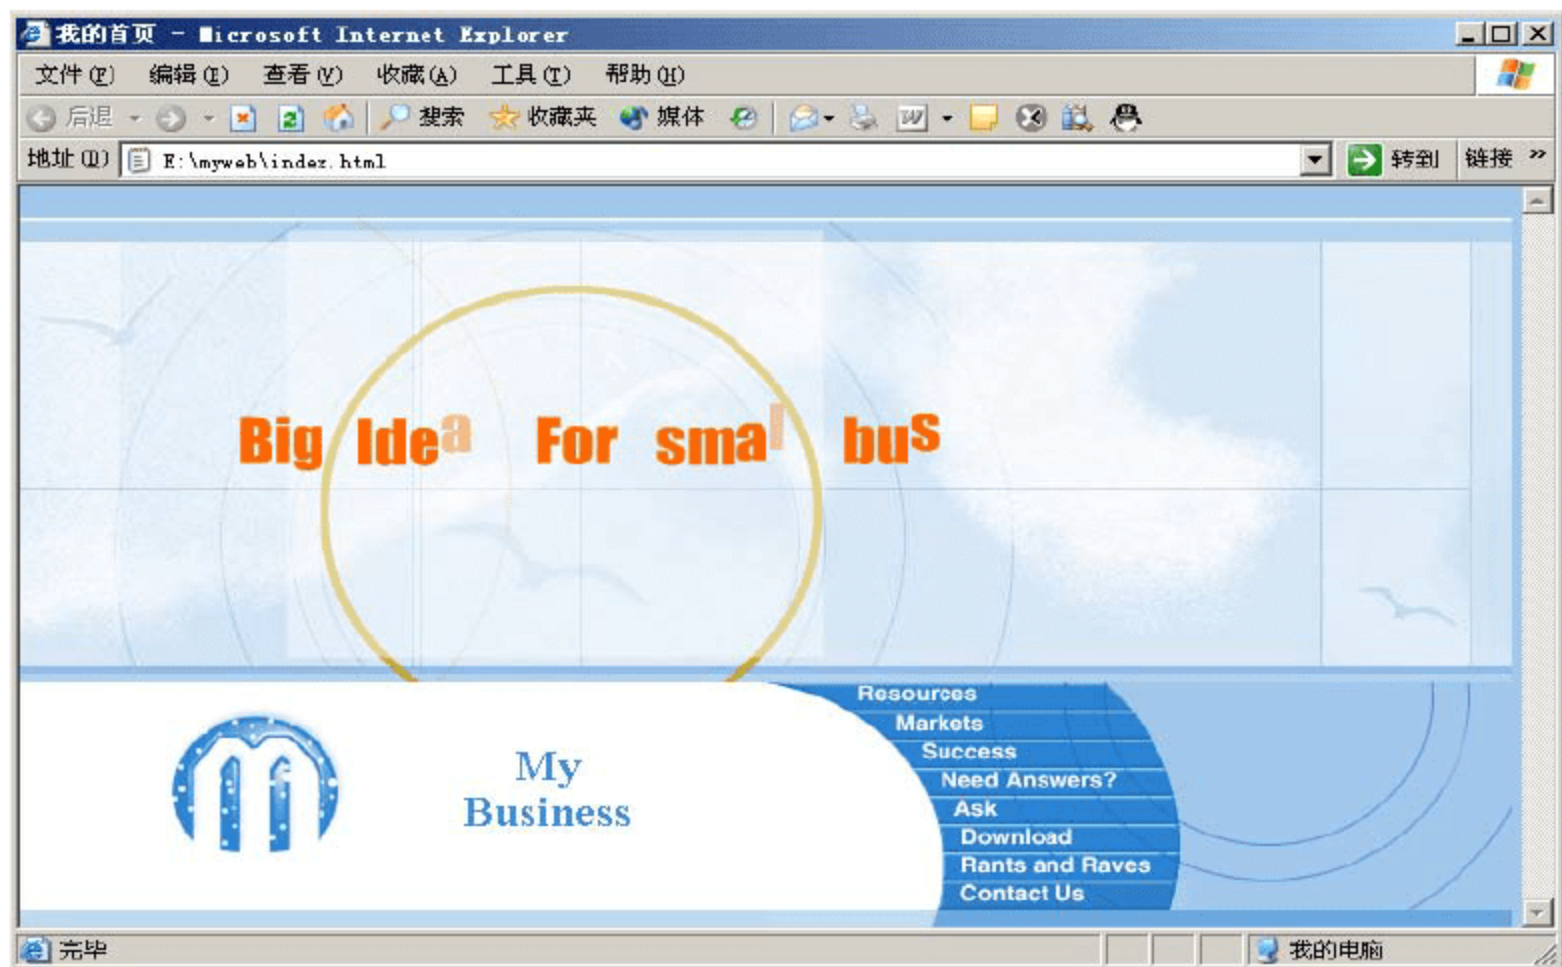 我的首页 - Microsoft Internet Explorer
文件(F) 编辑(E) 查看(V) 收藏(A) 工具(T) 帮助(H)
后退 搜索 收藏夹 媒体 W
地址(D) E:\myweb\index.html 转到 链接 »
Big Idea For smal bus
Resources
Markets
Success
Need Answers?
Ask
Download
Rants and Raves
Contact Us
My
Business
完毕 我的电脑